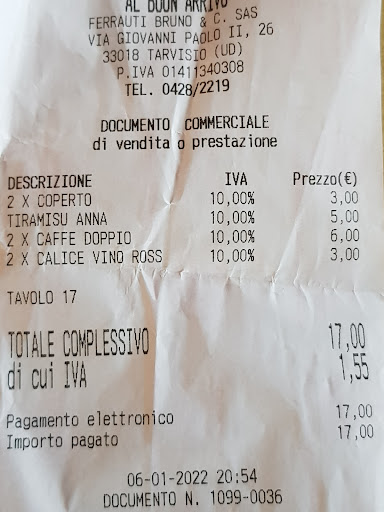 AL BUON ARRIVO
FERRAUTI BRUNO & C. SAS
VIA GIOVANNI PAOLO II, 26
33018 TARVISIO (UD)
P.IVA 01411340308
TEL. 0428/2219
DOCUMENTO COMMERCIALE
di vendita o prestazione
DESCRIZIONE IVA Prezzo(€)
2 X COPERTO 10,00% 3,00
TIRAMISU ANNA 10,00% 5,00
2 X CAFFE DOPPIO 10,00% 6,00
2 X CALICE VINO ROSS 10,00% 3,00
TAVOLO 17
TOTALE COMPLESSIVO 17,00
di cui IVA 1,55
Pagamento elettronico 17,00
Importo pagato 17,00
06-01-2022 20:54
DOCUMENTO N. 1099-0036